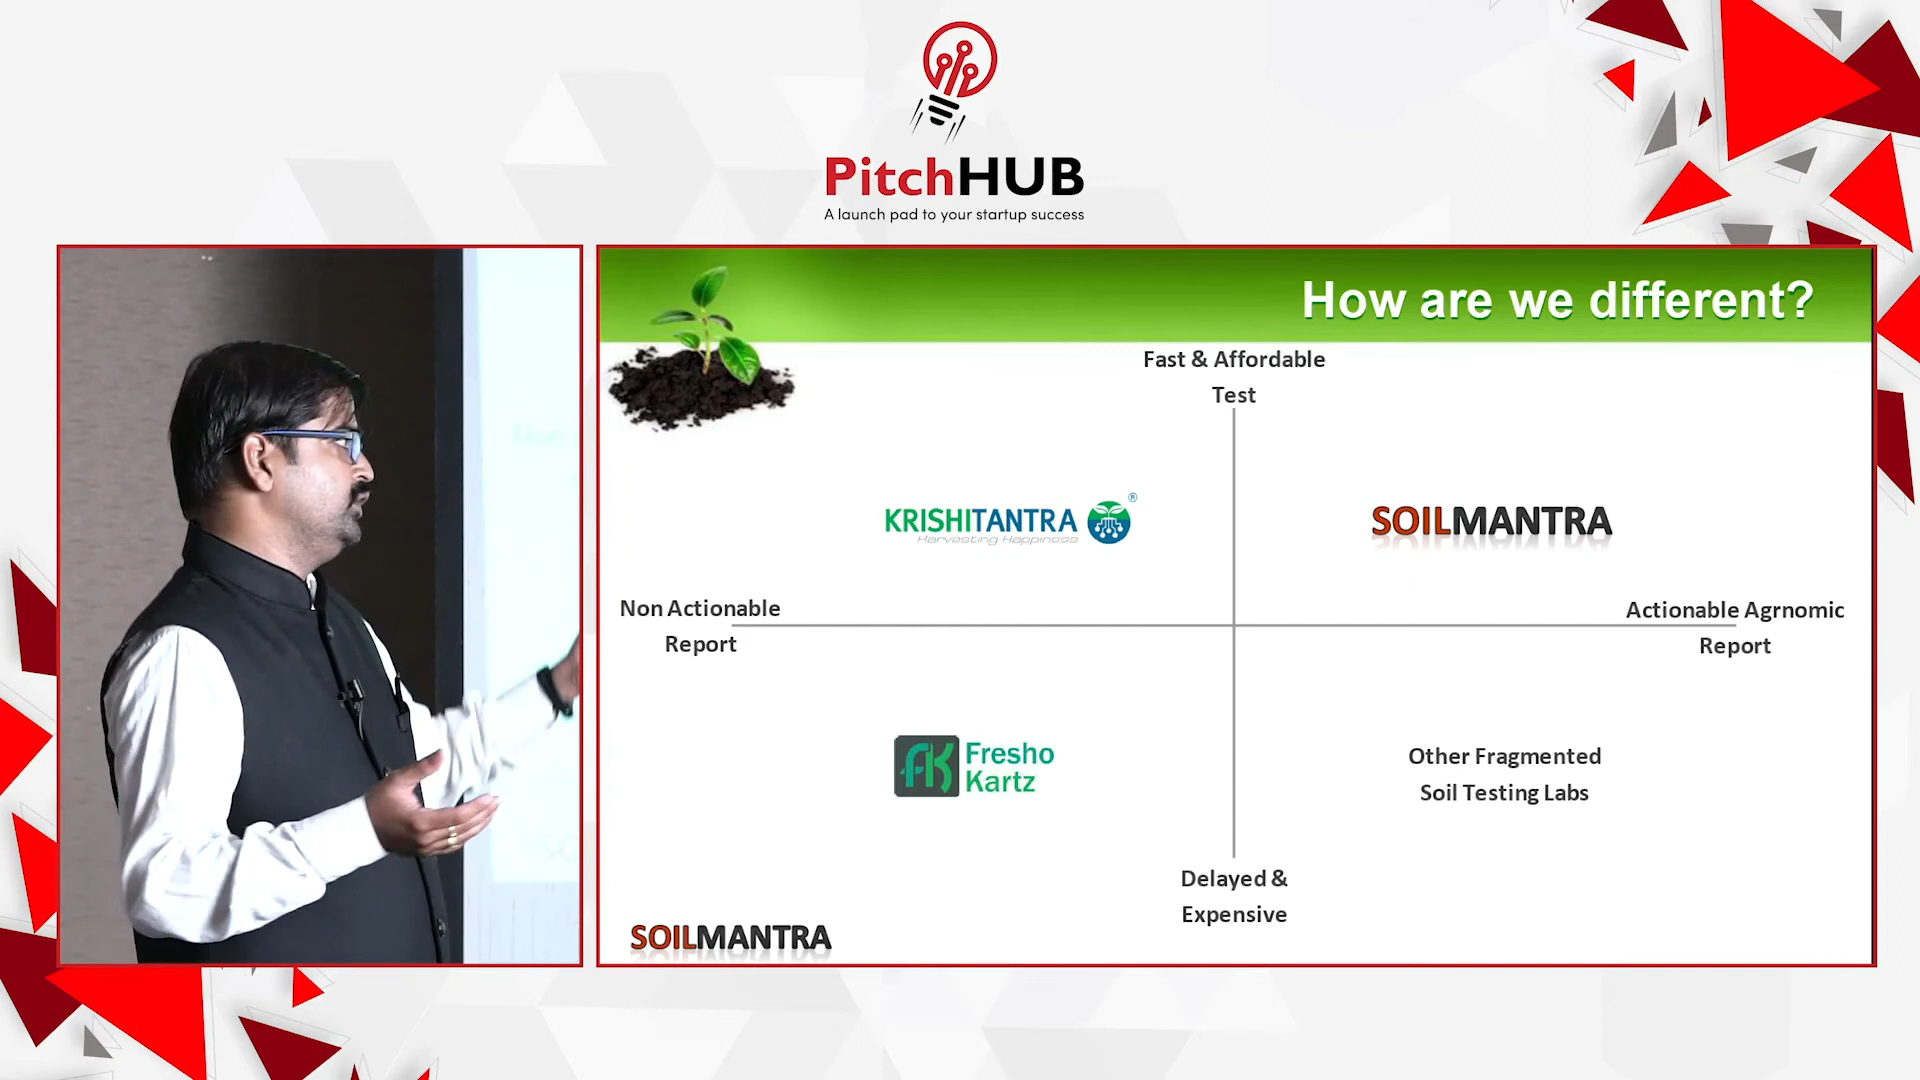 PitchHUB
A launch pad to your startup success
How are we different?
Fast & Affordable
Test
KRISHITANTRA ®
Harvesting Happiness
SOILMANTRA
Non Actionable
Report
Actionable Agrnomic
Report
FK Fresho
Kartz
Other Fragmented
Soil Testing Labs
Delayed &
Expensive
SOILMANTRA